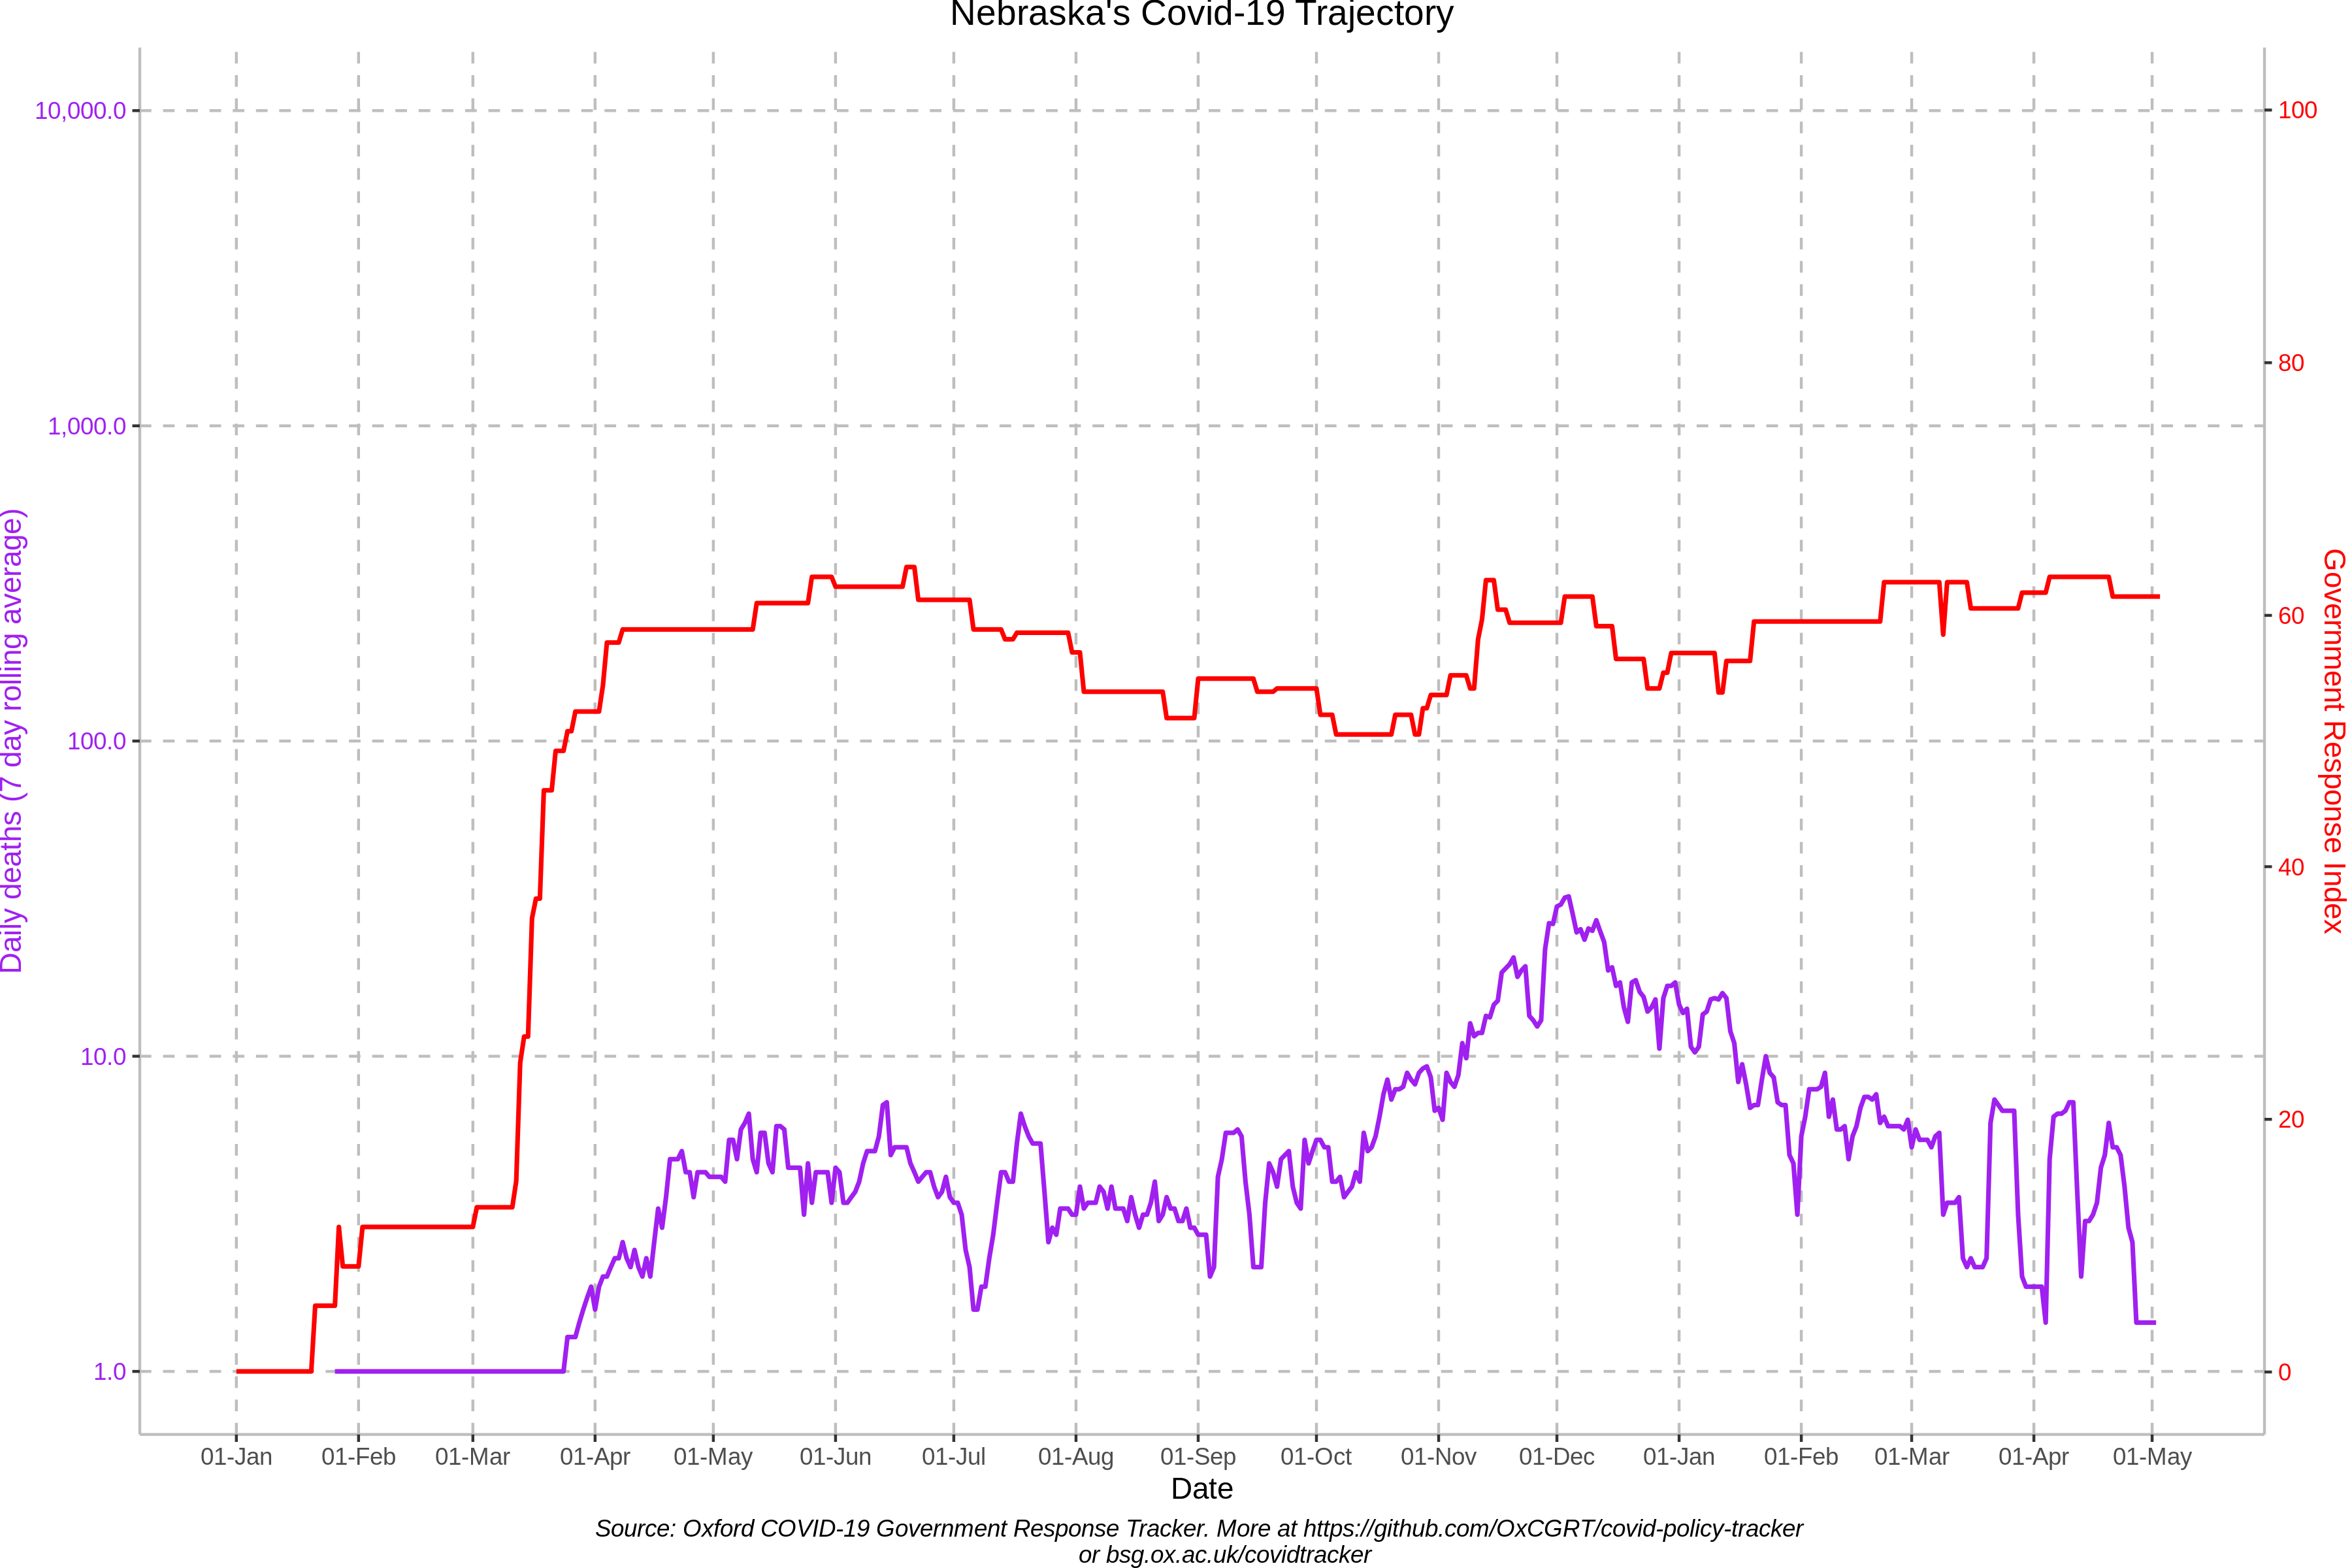 Nebraska's Covid-19 Trajectory
10,000.0
1,000.0
100.0
10.0
1.0
Daily deaths (7 day rolling average)
100
80
60
40
20
0
Government Response Index
01-Jan 01-Feb 01-Mar 01-Apr 01-May 01-Jun 01-Jul 01-Aug 01-Sep 01-Oct 01-Nov 01-Dec 01-Jan 01-Feb 01-Mar 01-Apr 01-May
Date
Source: Oxford COVID-19 Government Response Tracker. More at https://github.com/OxCGRT/covid-policy-tracker
or bsg.ox.ac.uk/covidtracker